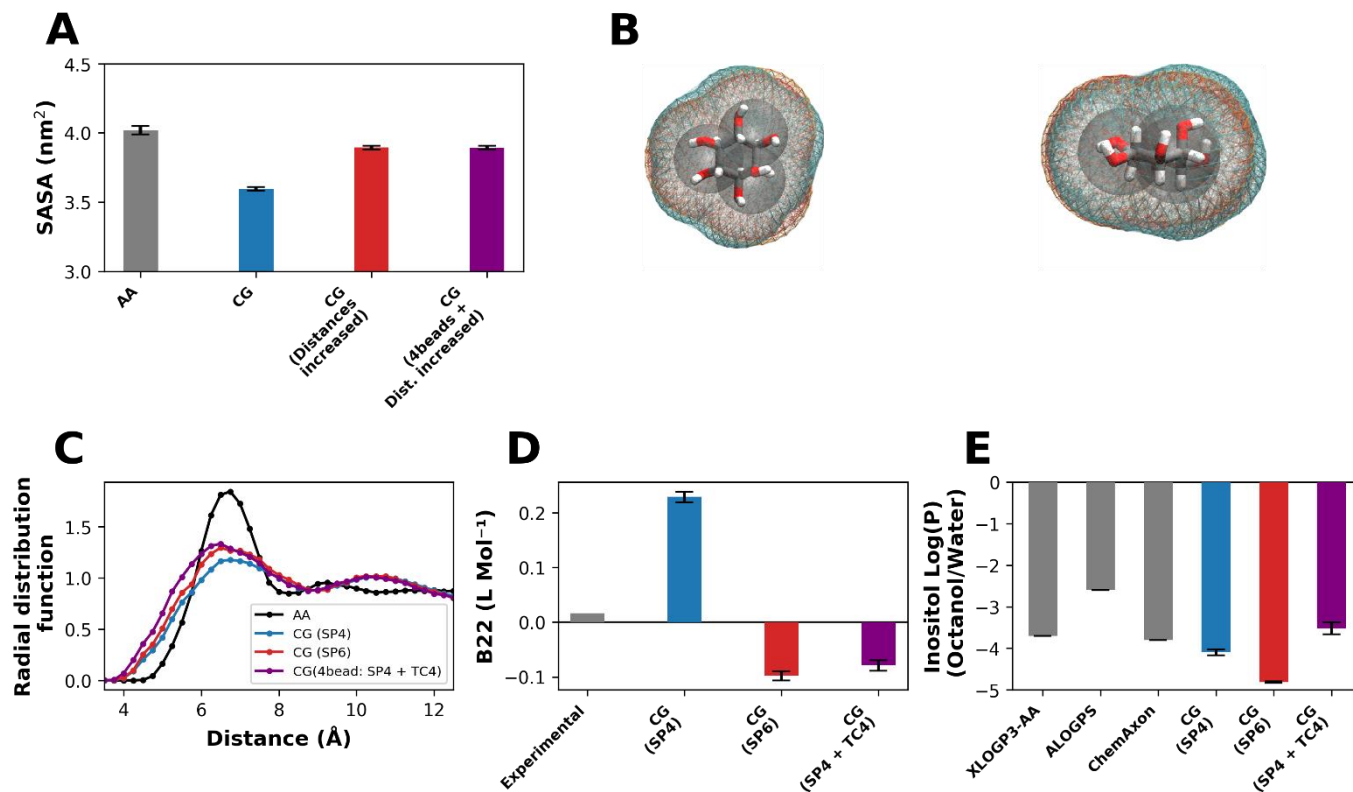 A
SASA (nm²)
4.5
4.0
3.5
3.0
AA
CG
CG
(Distances
increased)
CG
(4beads +
Dist. increased)
B
C
Radial distribution
function
1.5
1.0
0.5
0.0
AA
CG (SP4)
CG (SP6)
CG(4bead: SP4 + TC4)
4
6
8
10
12
Distance (Å)
D
B22 (L Mol⁻¹)
0.2
0.1
0.0
−0.1
Experimental
CG
(SP4)
CG
(SP6)
CG
(SP4 + TC4)
E
Inositol Log(P)
(Octanol/Water)
0
−1
−2
−3
−4
−5
XLOGP3-AA
ALOGPS
ChemAxon
CG
(SP4)
CG
(SP6)
CG
(SP4 + TC4)